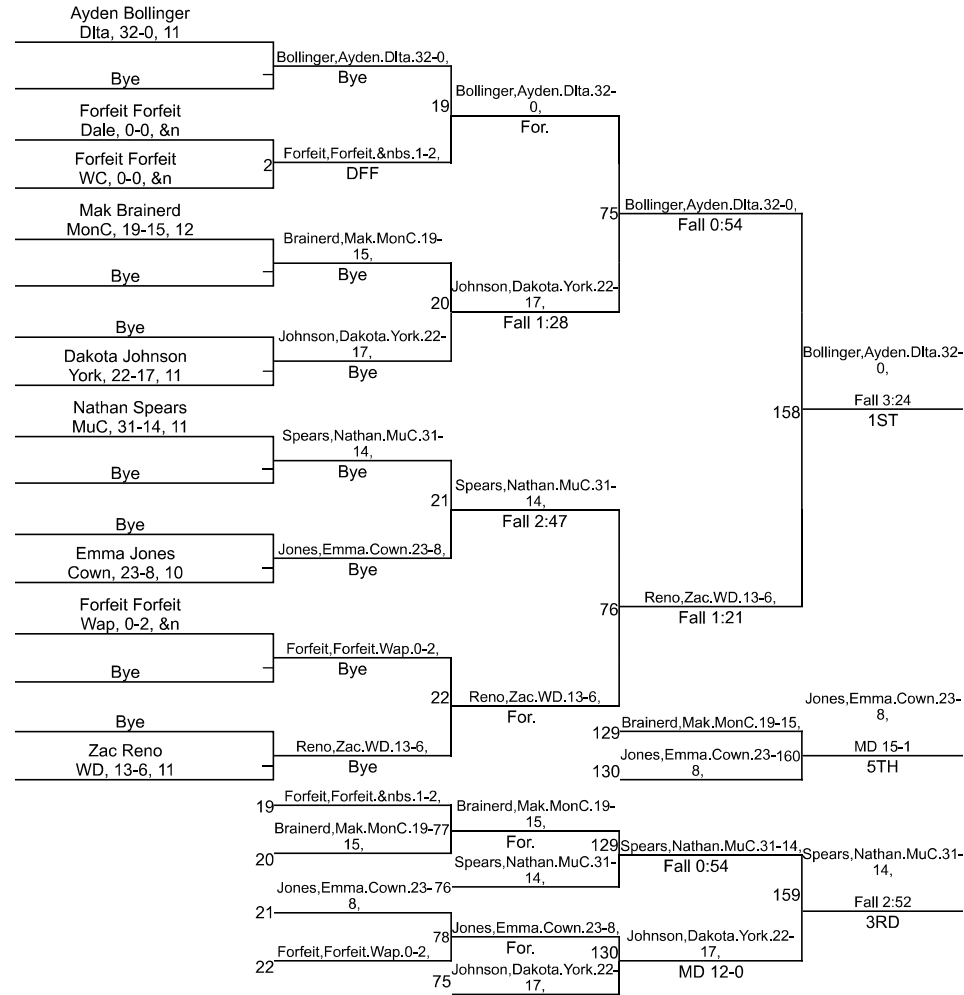 Ayden Bollinger
Dlta, 32-0, 11
Bollinger,Ayden.Dlta.32-0,
Bye
Bye
19
Bollinger,Ayden.Dlta.32-
0,
For.
Forfeit Forfeit
Dale, 0-0, &n
Forfeit Forfeit
WC, 0-0, &n
2
Forfeit,Forfeit.&nbs.1-2,
DFF
75
Bollinger,Ayden.Dlta.32-0,
Fall 0:54
Mak Brainerd
MonC, 19-15, 12
Bye
Brainerd,Mak.MonC.19-
15,
Bye
20
Johnson,Dakota.York.22-
17,
Fall 1:28
Bye
Dakota Johnson
York, 22-17, 11
Johnson,Dakota.York.22-
17,
Bye
Bollinger,Ayden.Dlta.32-
0,
158
Fall 3:24
1ST
Nathan Spears
MuC, 31-14, 11
Bye
Spears,Nathan.MuC.31-
14,
Bye
21
Spears,Nathan.MuC.31-
14,
Fall 2:47
Bye
Emma Jones
Cown, 23-8, 10
Jones,Emma.Cown.23-8,
Bye
76
Reno,Zac.WD.13-6,
Fall 1:21
Forfeit Forfeit
Wap, 0-2, &n
Bye
Forfeit,Forfeit.Wap.0-2,
Bye
22
Reno,Zac.WD.13-6,
For.
Bye
Zac Reno
WD, 13-6, 11
Reno,Zac.WD.13-6,
Bye
129
Brainerd,Mak.MonC.19-15,
130
Jones,Emma.Cown.23-
8,
160
Jones,Emma.Cown.23-
8,
MD 15-1
5TH
19
Forfeit,Forfeit.&nbs.1-2,
20
Brainerd,Mak.MonC.19-
15,
77
Brainerd,Mak.MonC.19-
15,
For.
Spears,Nathan.MuC.31-
14,
76
129
Spears,Nathan.MuC.31-14,
Fall 0:54
21
Jones,Emma.Cown.23-
8,
22
Forfeit,Forfeit.Wap.0-2,
78
Jones,Emma.Cown.23-8,
For.
75
Johnson,Dakota.York.22-
17,
130
Johnson,Dakota.York.22-
17,
MD 12-0
159
Spears,Nathan.MuC.31-
14,
Fall 2:52
3RD